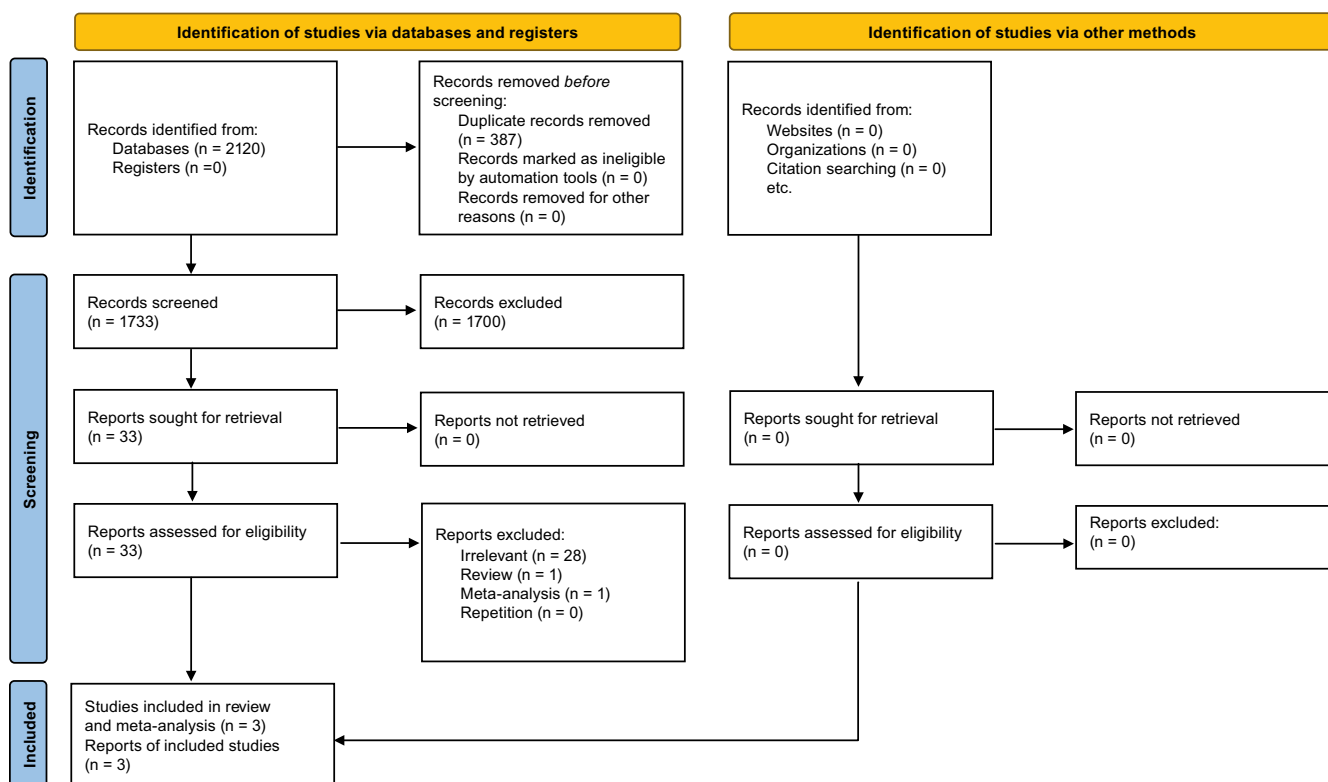 Identification of studies via databases and registers
Identification of studies via other methods
Identification
Records identified from:
Databases (n = 2120)
Registers (n =0)
Records removed before
screening:
Duplicate records removed
(n = 387)
Records marked as ineligible
by automation tools (n = 0)
Records removed for other
reasons (n = 0)
Records identified from:
Websites (n = 0)
Organizations (n = 0)
Citation searching (n = 0)
etc.
Screening
Records screened
(n = 1733)
Records excluded
(n = 1700)
Reports sought for retrieval
(n = 33)
Reports not retrieved
(n = 0)
Reports sought for retrieval
(n = 0)
Reports not retrieved
(n = 0)
Reports assessed for eligibility
(n = 33)
Reports excluded:
Irrelevant (n = 28)
Review (n = 1)
Meta-analysis (n = 1)
Repetition (n = 0)
Reports assessed for eligibility
(n = 0)
Reports excluded:
(n = 0)
Included
Studies included in review
and meta-analysis (n = 3)
Reports of included studies
(n = 3)